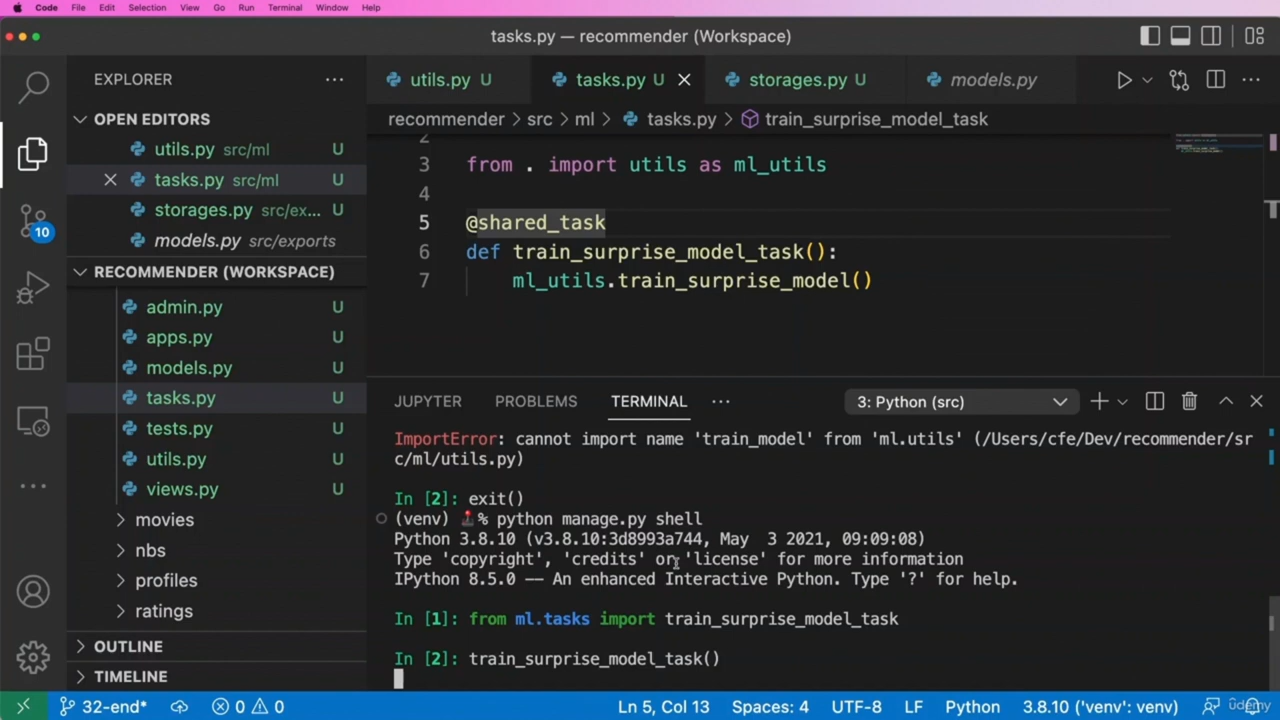 Code File Edit Selection View Go Run Terminal Window Help
tasks.py — recommender (Workspace)
EXPLORER
utils.py U tasks.py U storages.py U models.py
OPEN EDITORS
recommender > src > ml > tasks.py > train_surprise_model_task
utils.py src/ml U
tasks.py src/ml U
storages.py src/ex... U
models.py src/exports
RECOMMENDER (WORKSPACE)
admin.py U
apps.py U
models.py U
tasks.py U
tests.py U
utils.py U
views.py U
movies
nbs
profiles
ratings
OUTLINE
TIMELINE
10
2
3 from . import utils as ml_utils
4
5 @shared_task
6 def train_surprise_model_task():
7 ml_utils.train_surprise_model()
JUPYTER PROBLEMS TERMINAL 3: Python (src)
ImportError: cannot import name 'train_model' from 'ml.utils' (/Users/cfe/Dev/recommender/sr
c/ml/utils.py)
In [2]: exit()
(venv) % python manage.py shell
Python 3.8.10 (v3.8.10:3d8993a744, May  3 2021, 09:09:08)
Type 'copyright', 'credits' or 'license' for more information
IPython 8.5.0 -- An enhanced Interactive Python. Type '?' for help.
In [1]: from ml.tasks import train_surprise_model_task
In [2]: train_surprise_model_task()
32-end* 0 0 Ln 5, Col 13 Spaces: 4 UTF-8 LF Python 3.8.10 ('venv': venv)
udemy